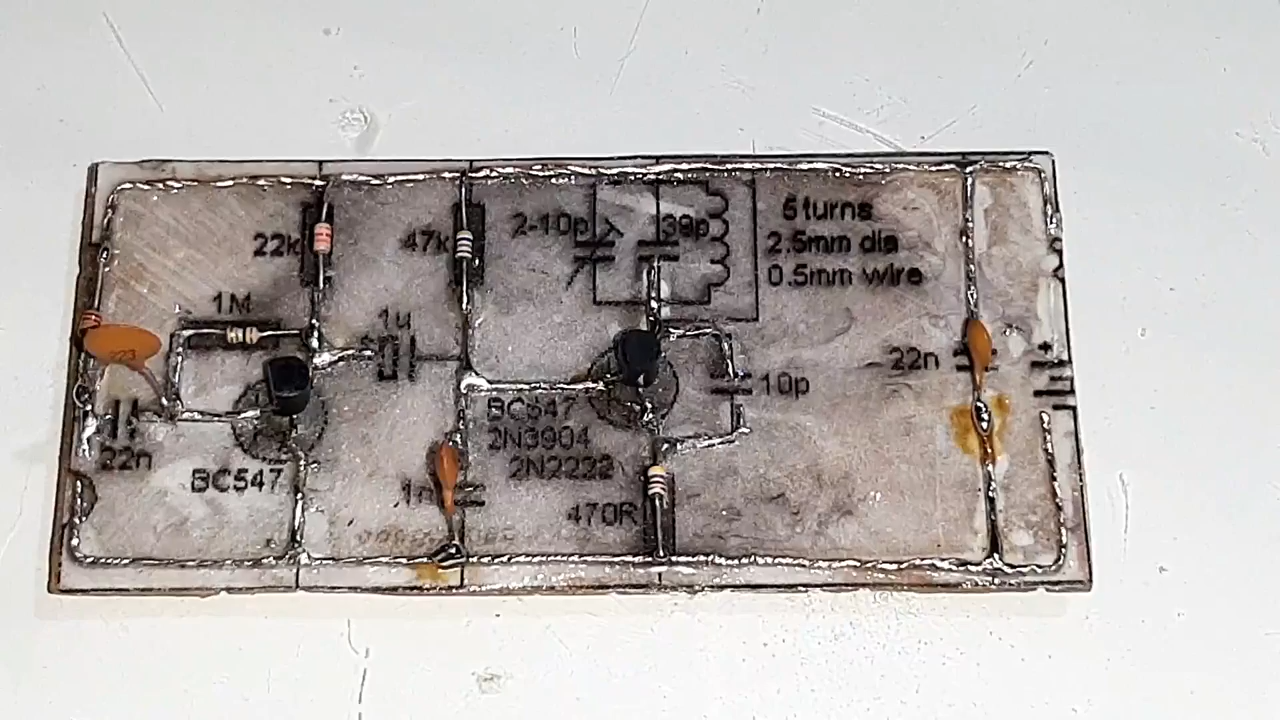 2-10p
39p
5 turns
22k
47k
2.5mm dia
0.5mm wire
1M
1u
223
22n
10p
BC547
2N3904
22n
2N2222
BC547
1n
470R
+